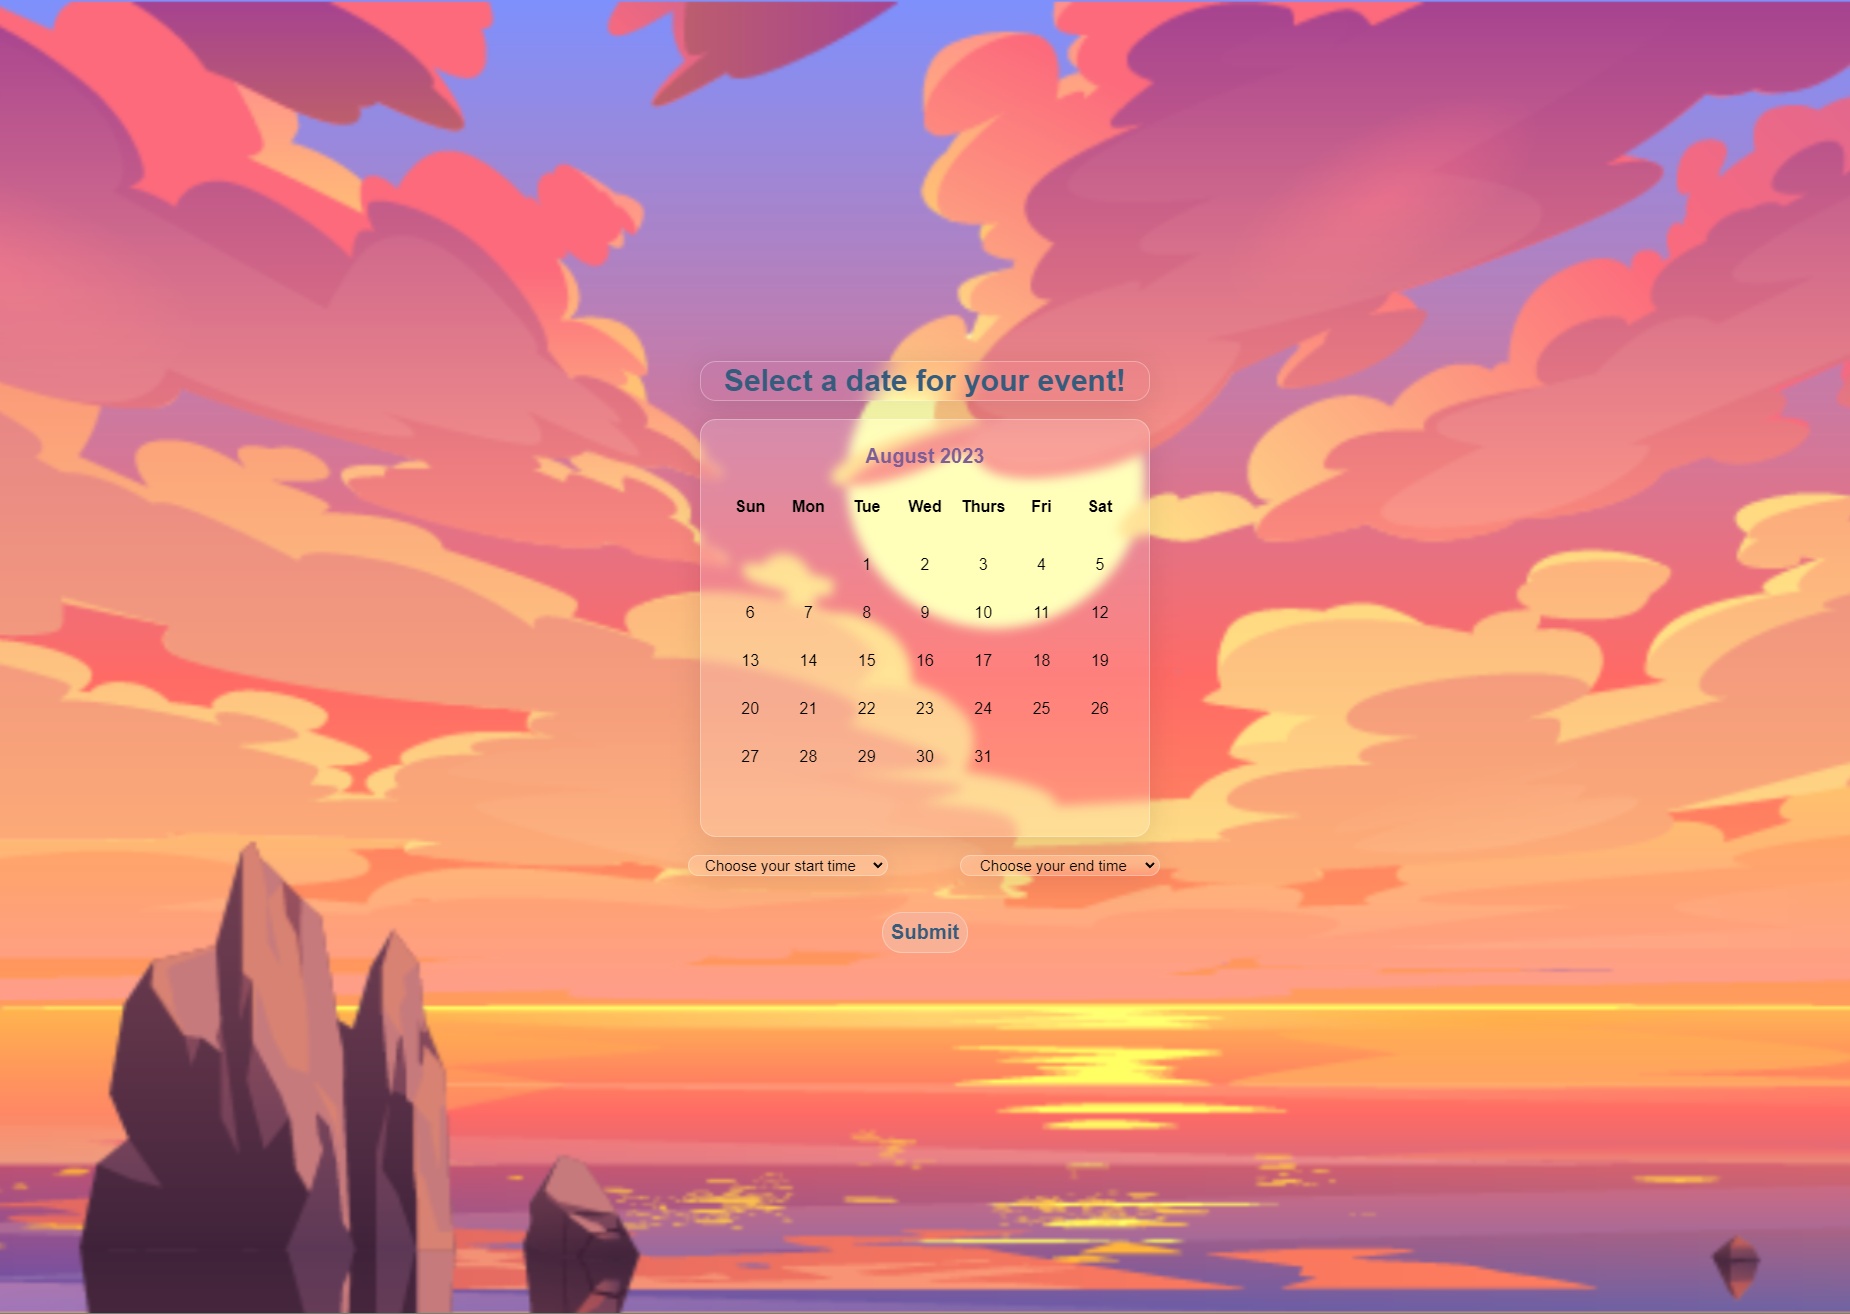 Select a date for your event!
August 2023
Sun Mon Tue Wed Thurs Fri Sat
1 2 3 4 5
6 7 8 9 10 11 12
13 14 15 16 17 18 19
20 21 22 23 24 25 26
27 28 29 30 31
Choose your start time Choose your end time
Submit